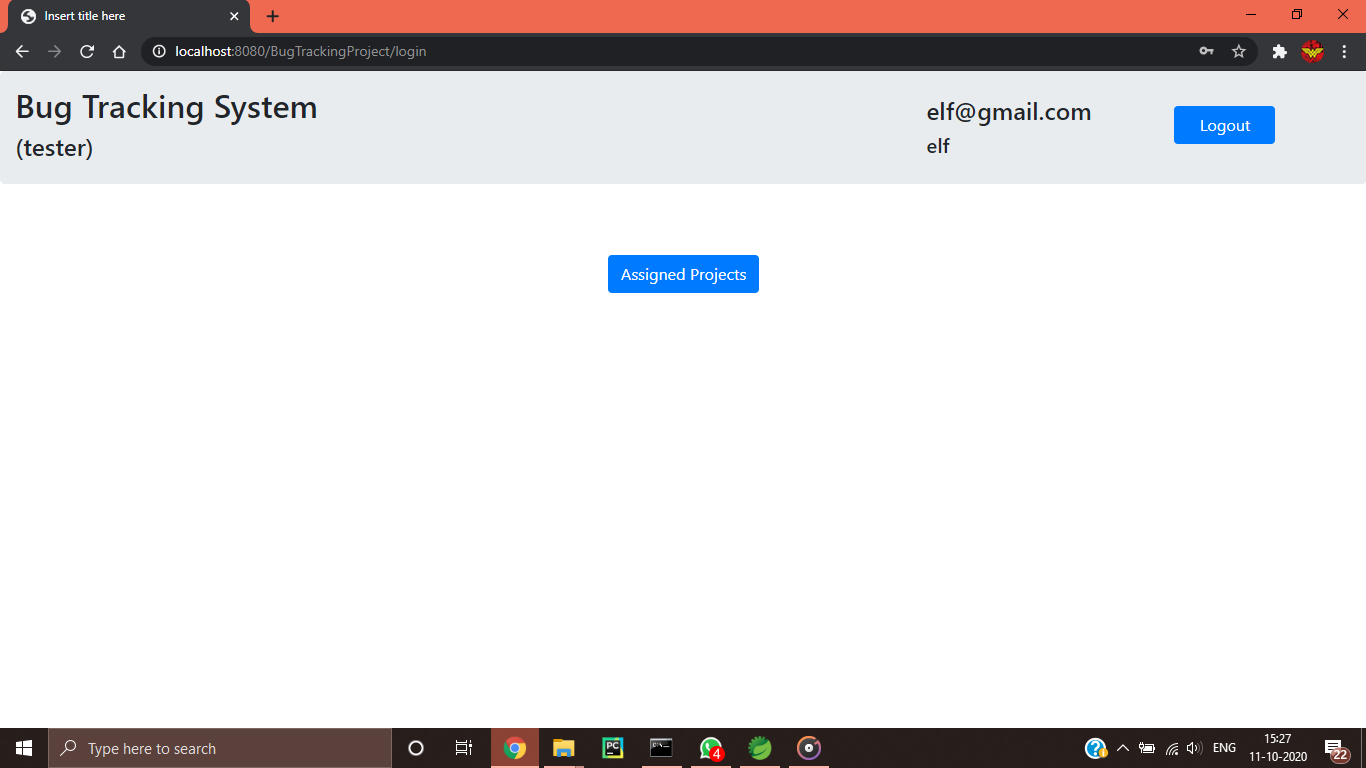 Insert title here
localhost:8080/BugTrackingProject/login
Bug Tracking System
(tester)
elf@gmail.com
elf
Logout
Assigned Projects
Type here to search
PC
C:\_
4
ENG
15:27
11-10-2020
22